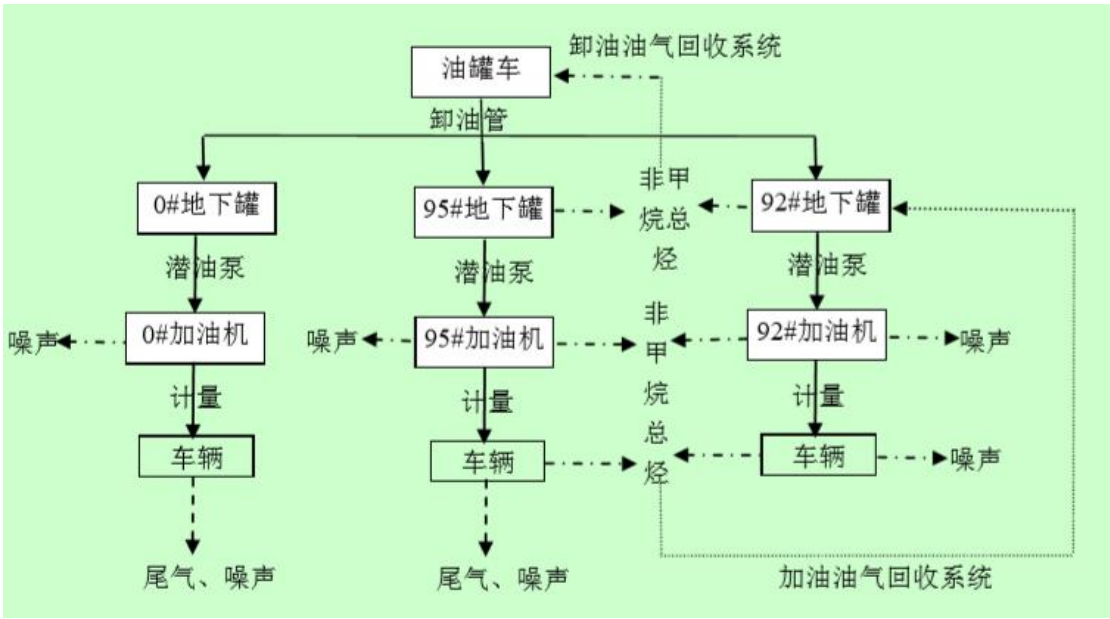 卸油油气回收系统
油罐车
卸油管
0#地下罐
95#地下罐
非甲
烷总
烃
92#地下罐
潜油泵
潜油泵
潜油泵
噪声
0#加油机
噪声
95#加油机
非
甲
烷
总
烃
92#加油机
噪声
计量
计量
计量
车辆
车辆
车辆
噪声
尾气、噪声
尾气、噪声
加油油气回收系统